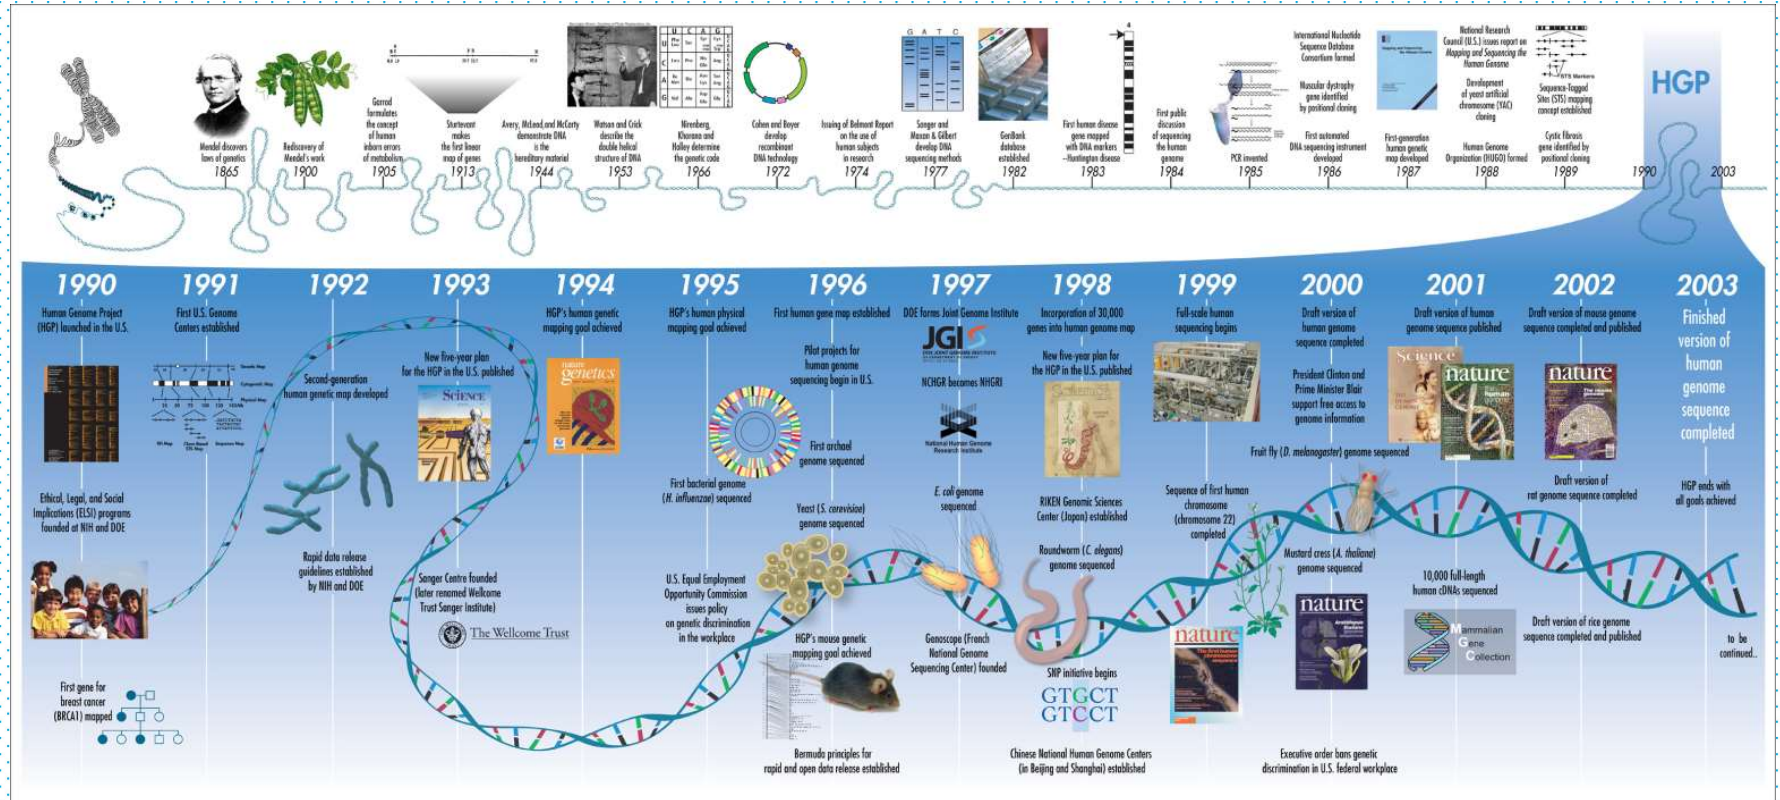 Mendel discovers
laws of genetics
1865
Rediscovery of
Mendel's work
1900
Garrod
formulates
the concept
of human
inborn errors
of metabolism
1905
Sturtevant
makes
the first linear
map of genes
1913
Avery, McLeod, and McCarty
demonstrate DNA
is the
hereditary material
1944
Watson and Crick
describe the
double helical
structure of DNA
1953
U C A G
U
C
A
G
Nirenberg,
Khorana and
Holley determine
the genetic code
1966
Cohen and Boyer
develop
recombinant
DNA technology
1972
Issuing of Belmont Report
on the use of
human subjects
in research
1974
G A T C
Sanger and
Maxam & Gilbert
develop DNA
sequencing methods
1977
GenBank
database
established
1982
4
First human disease
gene mapped
with DNA markers
–Huntington disease
1983
First public
discussion
of sequencing
the human
genome
1984
PCR invented
1985
International Nucleotide
Sequence Database
Consortium formed
Muscular dystrophy
gene identified
by positional cloning
First automated
DNA sequencing instrument
developed
1986
First-generation
human genetic
map developed
1987
National Research
Council (U.S.) issues report on
Mapping and Sequencing the
Human Genome
Development
of yeast artificial
chromosome (YAC)
cloning
Human Genome
Organization (HUGO) formed
1988
STS Markers
Sequence-Tagged
Sites (STS) mapping
concept established
Cystic fibrosis
gene identified by
positional cloning
1989
HGP
1990
2003
1990
Human Genome Project
(HGP) launched in the U.S.
Ethical, Legal, and Social
Implications (ELSI) programs
founded at NIH and DOE
First gene for
breast cancer
(BRCA1) mapped
1991
First U.S. Genome
Centers established
Genetic Map
Cytogenetic Map
Physical Map
Sequence Map
1992
Second-generation
human genetic map developed
Rapid data release
guidelines established
by NIH and DOE
1993
New five-year plan
for the HGP in the U.S. published
SCIENCE
Sanger Centre founded
(later renamed Wellcome
Trust Sanger Institute)
The Wellcome Trust
1994
HGP's human genetic
mapping goal achieved
nature
genetics
1995
HGP's human physical
mapping goal achieved
First bacterial genome
(H. influenzae) sequenced
U.S. Equal Employment
Opportunity Commission
issues policy
on genetic discrimination
in the workplace
1996
First human gene map established
Pilot projects for
human genome
sequencing begin in U.S.
First archael
genome sequenced
Yeast (S. cerevisiae)
genome sequenced
HGP's mouse genetic
mapping goal achieved
Bermuda principles for
rapid and open data release established
1997
DOE forms Joint Genome Institute
JGI
NCHGR becomes NHGRI
National Human Genome
Research Institute
E. coli genome
sequenced
Genoscope (French
National Genome
Sequencing Center) founded
1998
Incorporation of 30,000
genes into human genome map
New five-year plan for
the HGP in the U.S. published
RIKEN Genomic Sciences
Center (Japan) established
Roundworm (C. elegans)
genome sequenced
SNP initiative begins
GTGCT
GTCCT
Chinese National Human Genome Centers
(in Beijing and Shanghai) established
1999
Full-scale human
sequencing begins
Sequence of first human
chromosome
(chromosome 22)
completed
nature
The first human
chromosome
sequence
2000
Draft version of
human genome
sequence completed
President Clinton and
Prime Minister Blair
support free access to
genome information
Fruit fly (D. melanogaster) genome sequenced
Mustard cress (A. thaliana)
genome sequenced
nature
Executive order bans genetic
discrimination in U.S. federal workplace
2001
Draft version of human
genome sequence published
Science
nature
the
human
genome
10,000 full-length
human cDNAs sequenced
Mammalian
Gene
Collection
2002
Draft version of mouse genome
sequence completed and published
nature
The mouse
genome
Draft version of
rat genome sequence completed
Draft version of rice genome
sequence completed and published
2003
Finished
version of
human
genome
sequence
completed
HGP ends with
all goals achieved
to be
continued...